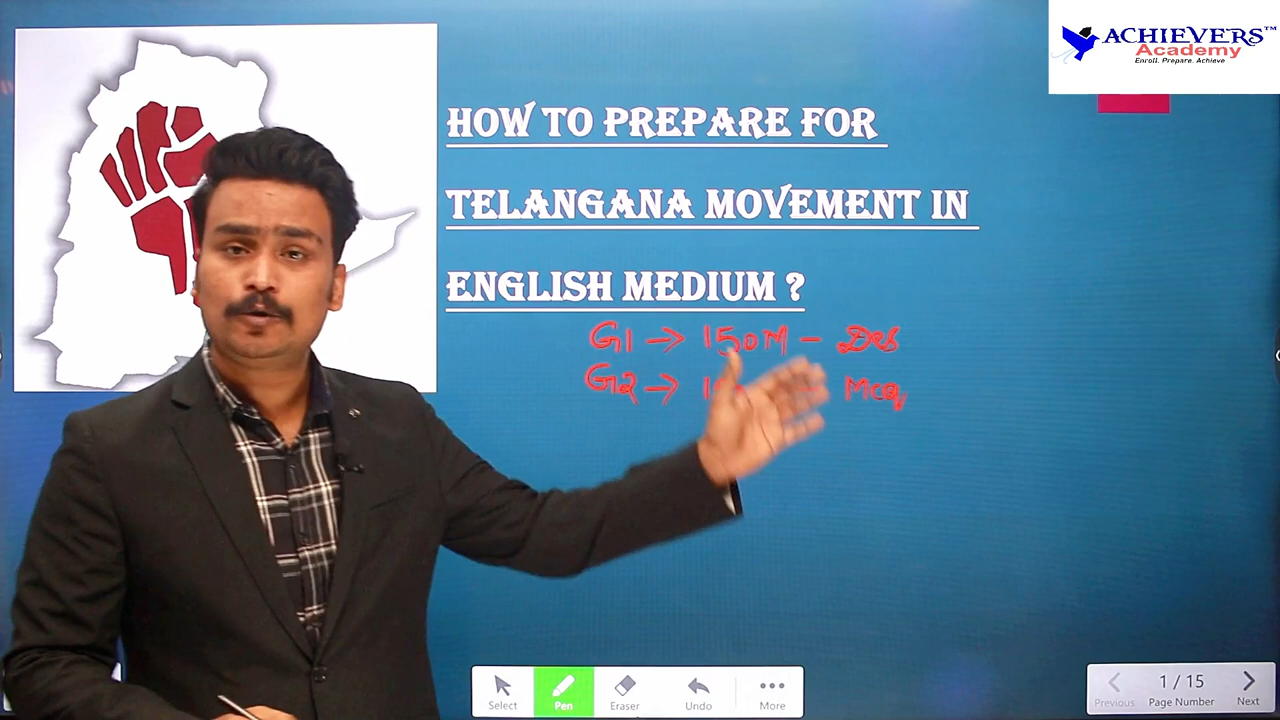 ACHIEVERS™
Academy
Enroll. Prepare. Achieve
HOW TO PREPARE FOR
TELANGANA MOVEMENT IN
ENGLISH MEDIUM ?
G1 → 150M - Des
G2 → - MCQ
Select
Pen
Eraser
Undo
More
Previous
1 / 15
Page Number
Next